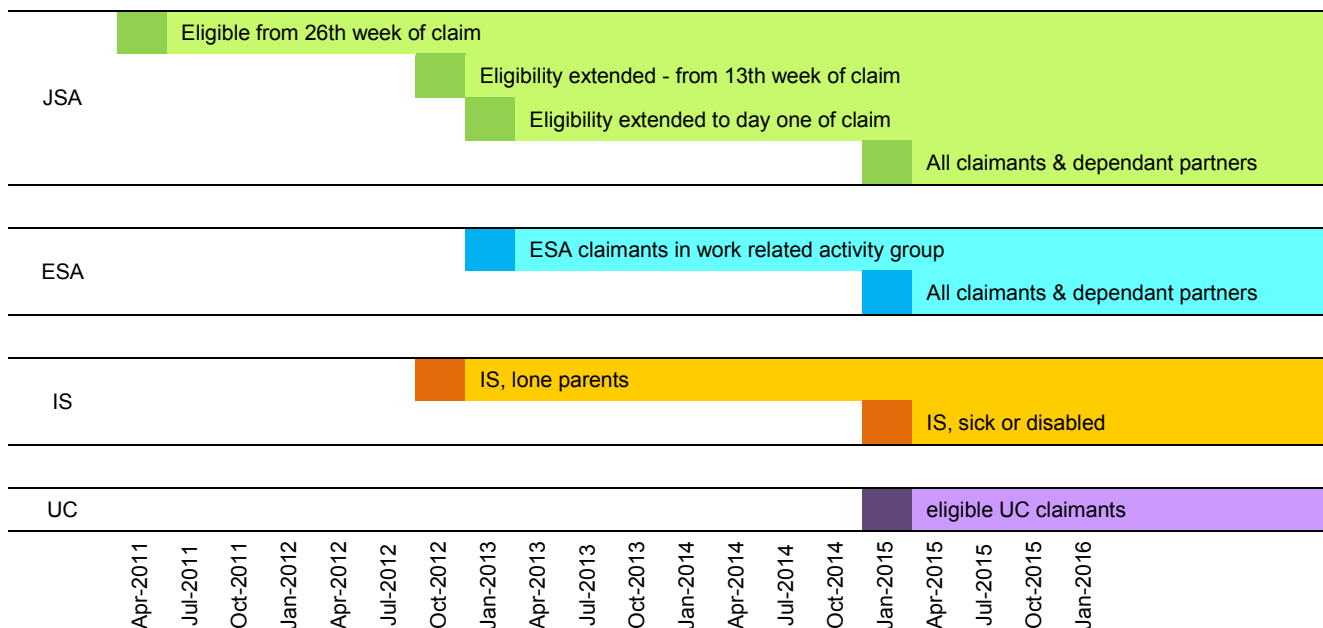 Eligible from 26th week of claim
JSA
Eligibility extended - from 13th week of claim
Eligibility extended to day one of claim
All claimants & dependant partners
ESA
ESA claimants in work related activity group
All claimants & dependant partners
IS
IS, lone parents
IS, sick or disabled
UC
eligible UC claimants
Apr-2011
Jul-2011
Oct-2011
Jan-2012
Apr-2012
Jul-2012
Oct-2012
Jan-2013
Apr-2013
Jul-2013
Oct-2013
Jan-2014
Apr-2014
Jul-2014
Oct-2014
Jan-2015
Apr-2015
Jul-2015
Oct-2015
Jan-2016